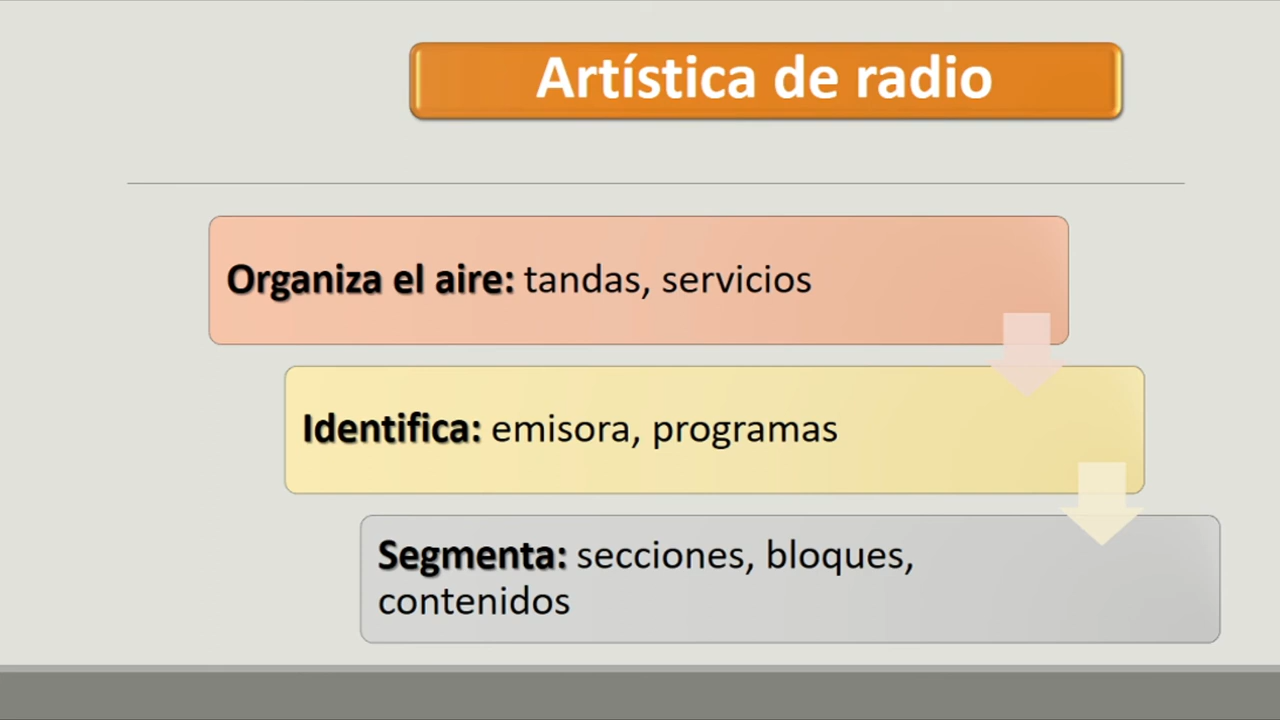 Artística de radio
Organiza el aire: tandas, servicios
Identifica: emisora, programas
Segmenta: secciones, bloques,
contenidos